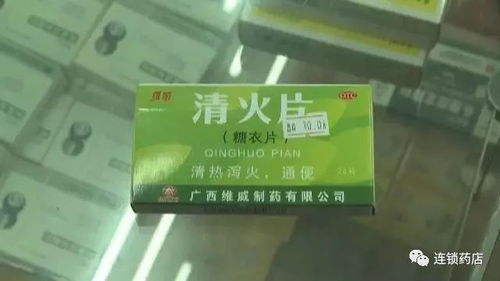 清火片
OTC
（糖衣片）
QINGHUO PIAN
清热泻火，通便
广西维威制药有限公司
连锁药店